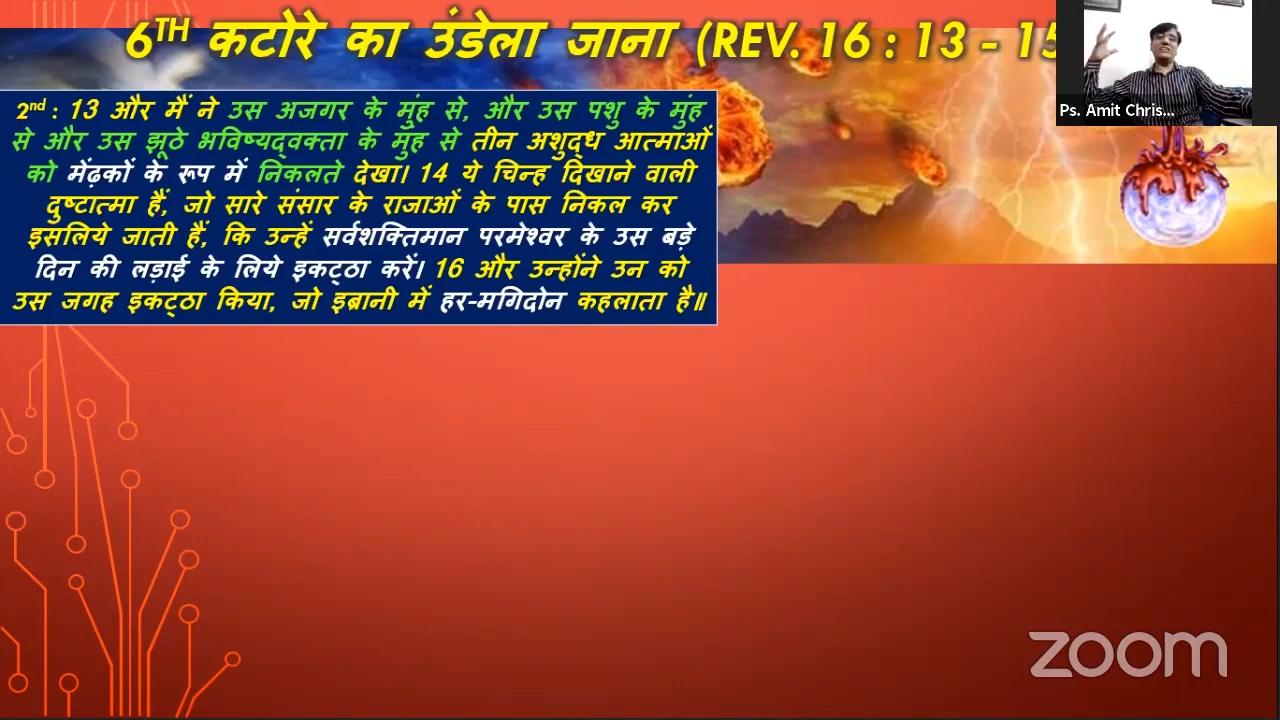 6TH कटोरे का उंडेला जाना (REV. 16 : 13 - 15
Ps. Amit Chris...
2nd : 13 और मैं ने उस अजगर के मुंह से, और उस पशु के मुंह
से और उस झूठे भविष्यद्वक्ता के मुंह से तीन अशुद्ध आत्माओं
को मेंढ़कों के रूप में निकलते देखा। 14 ये चिन्ह दिखाने वाली
दुष्टात्मा हैं, जो सारे संसार के राजाओं के पास निकल कर
इसलिये जाती हैं, कि उन्हें सर्वशक्तिमान परमेश्वर के उस बड़े
दिन की लड़ाई के लिये इकट्ठा करें। 16 और उन्होंने उन को
उस जगह इकट्ठा किया, जो इब्रानी में हर-मगिदोन कहलाता है॥
zoom